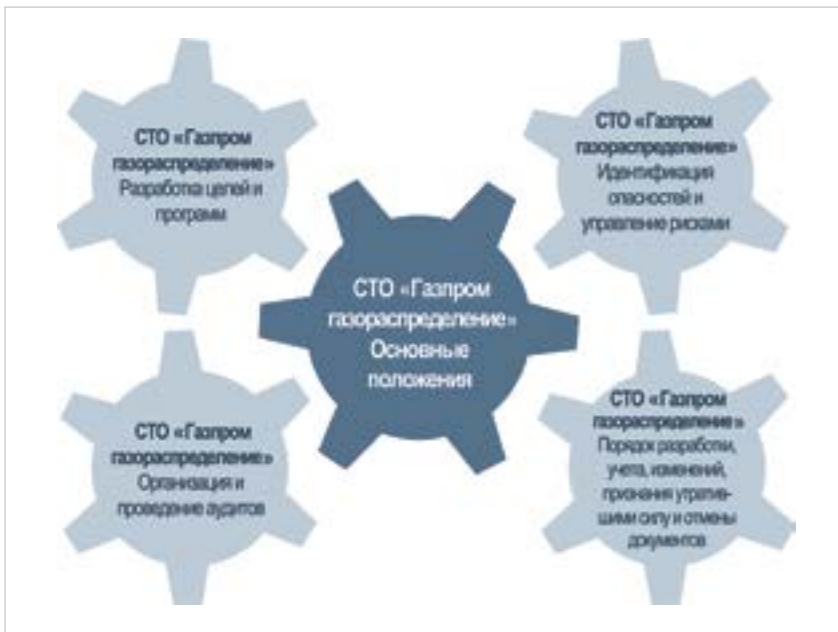 СТО «Газпром
газораспределение»
Разработка целей и
программ
СТО «Газпром
газораспределение»
Идентификация
опасностей и
управление рисками
СТО «Газпром
газораспределение»
Основные
положения
СТО «Газпром
газораспределение»
Организация и
проведение аудитов
СТО «Газпром
газораспределение»
Порядок разработки,
учета, изменений,
признания утратив-
шими силу и отмены
документов